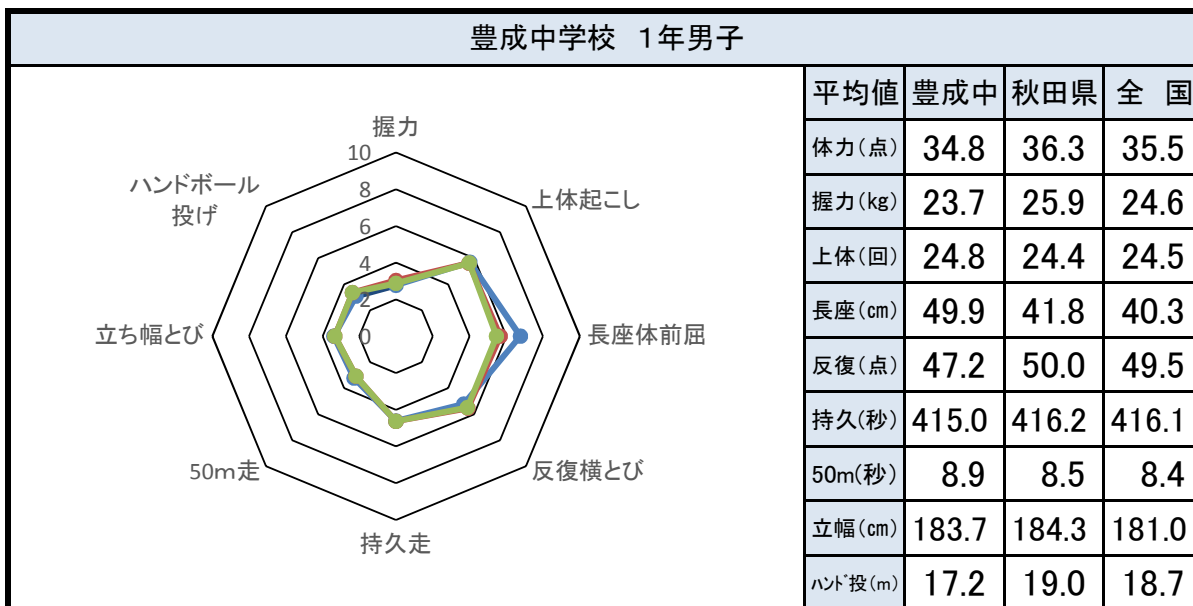 豊成中学校 1年男子
握力
10
8
6
4
2
0
ハンドボール
投げ
上体起こし
立ち幅とび
長座体前屈
50m走
反復横とび
持久走
平均値 豊成中 秋田県 全 国
体力(点) 34.8 36.3 35.5
握力(kg) 23.7 25.9 24.6
上体(回) 24.8 24.4 24.5
長座(cm) 49.9 41.8 40.3
反復(点) 47.2 50.0 49.5
持久(秒) 415.0 416.2 416.1
50m(秒) 8.9 8.5 8.4
立幅(㎝) 183.7 184.3 181.0
ﾊﾝﾄﾞ投(m) 17.2 19.0 18.7